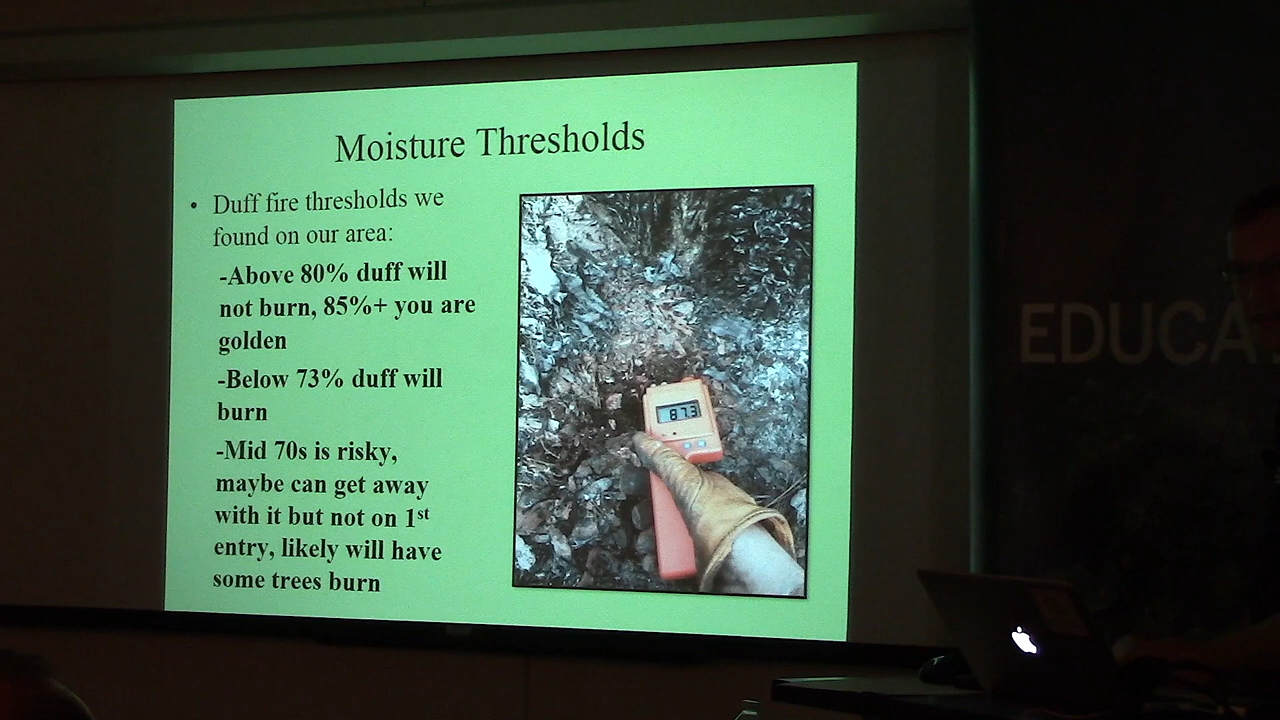 Moisture Thresholds
• Duff fire thresholds we
found on our area:
-Above 80% duff will
not burn, 85%+ you are
golden
-Below 73% duff will
burn
-Mid 70s is risky,
maybe can get away
with it but not on 1st
entry, likely will have
some trees burn
87.3
EDUCA